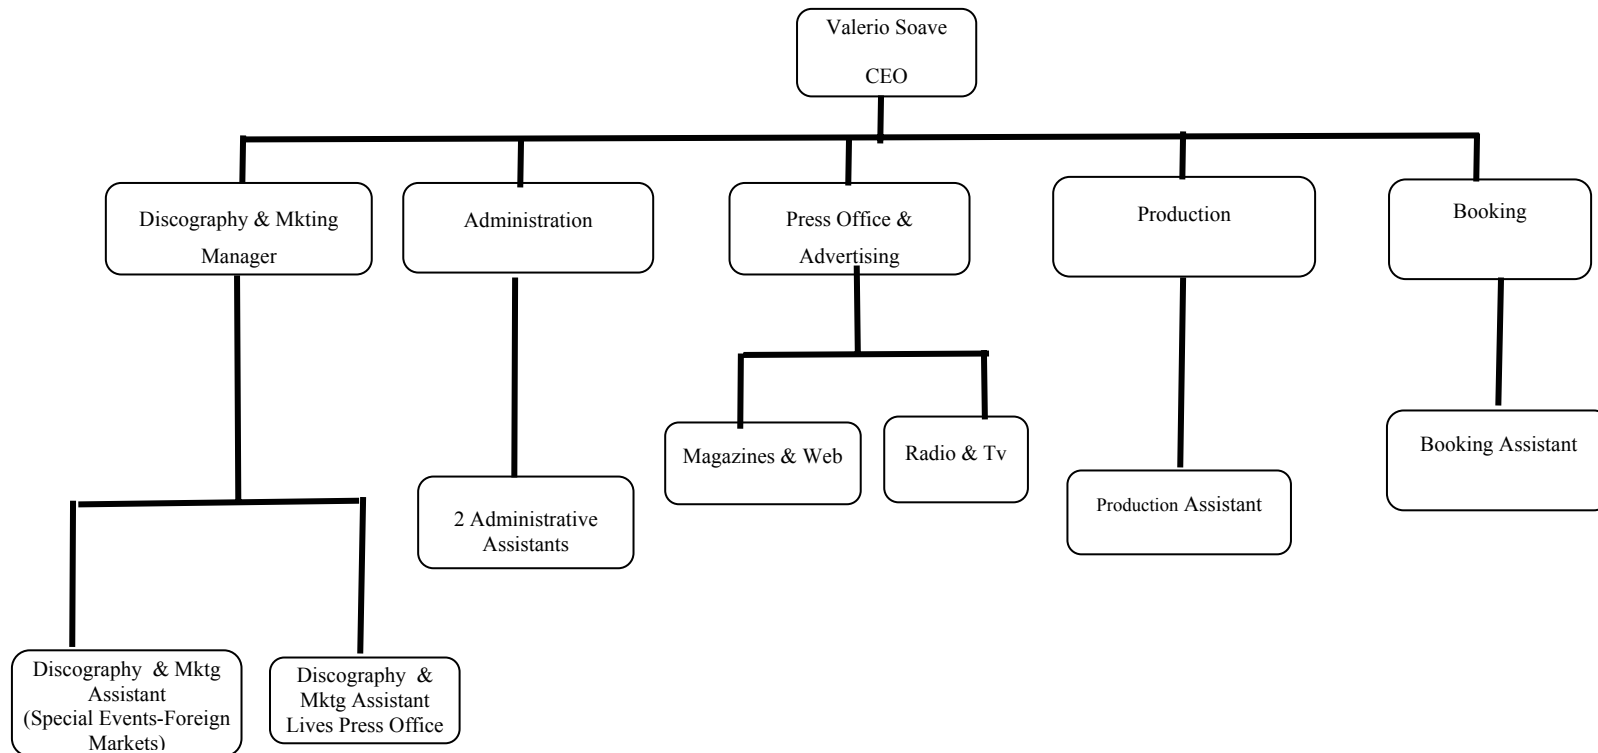 Valerio Soave
CEO
Discography & Mkting
Manager
Administration
Press Office &
Advertising
Production
Booking
Magazines & Web
Radio & Tv
Booking Assistant
2 Administrative
Assistants
Production Assistant
Discography & Mktg
Assistant
(Special Events-Foreign
Markets)
Discography &
Mktg Assistant
Lives Press Office